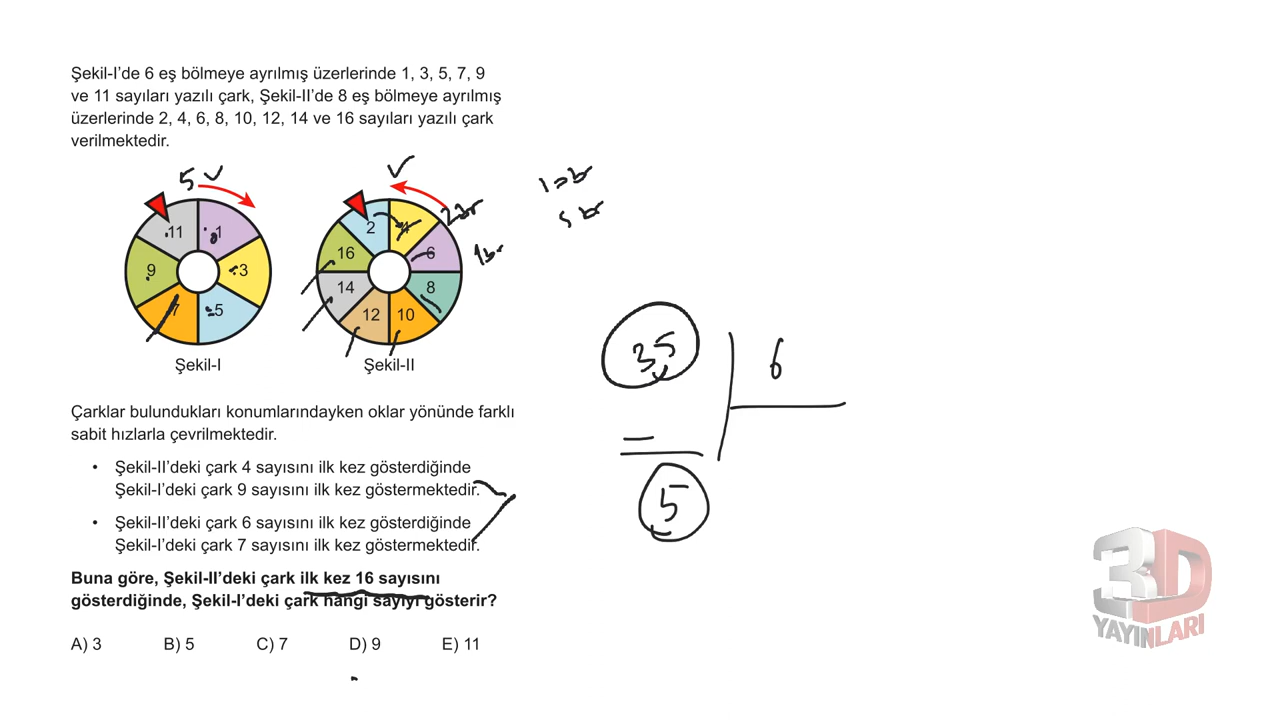 Şekil-I'de 6 eş bölmeye ayrılmış üzerlerinde 1, 3, 5, 7, 9
ve 11 sayıları yazılı çark, Şekil-II'de 8 eş bölmeye ayrılmış
üzerlerinde 2, 4, 6, 8, 10, 12, 14 ve 16 sayıları yazılı çark
verilmektedir.
5
11 1
9 3
7 5
Şekil-I
2 4
16 6
14 8
12 10
Şekil-II
2br
1br
1 br
5 br
35 6
5
Çarklar bulundukları konumlarındayken oklar yönünde farklı
sabit hızlarla çevrilmektedir.
• Şekil-II'deki çark 4 sayısını ilk kez gösterdiğinde
Şekil-I'deki çark 9 sayısını ilk kez göstermektedir.
• Şekil-II'deki çark 6 sayısını ilk kez gösterdiğinde
Şekil-I'deki çark 7 sayısını ilk kez göstermektedir.
Buna göre, Şekil-II'deki çark ilk kez 16 sayısını
gösterdiğinde, Şekil-I'deki çark hangi sayıyı gösterir?
A) 3 B) 5 C) 7 D) 9 E) 11
3D
YAYINLARI